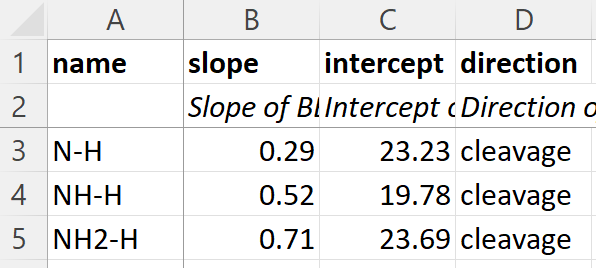 A B C D
1 name slope intercept direction
2 Slope of Intercept Direction
3 N-H 0.29 23.23 cleavage
4 NH-H 0.52 19.78 cleavage
5 NH2-H 0.71 23.69 cleavage